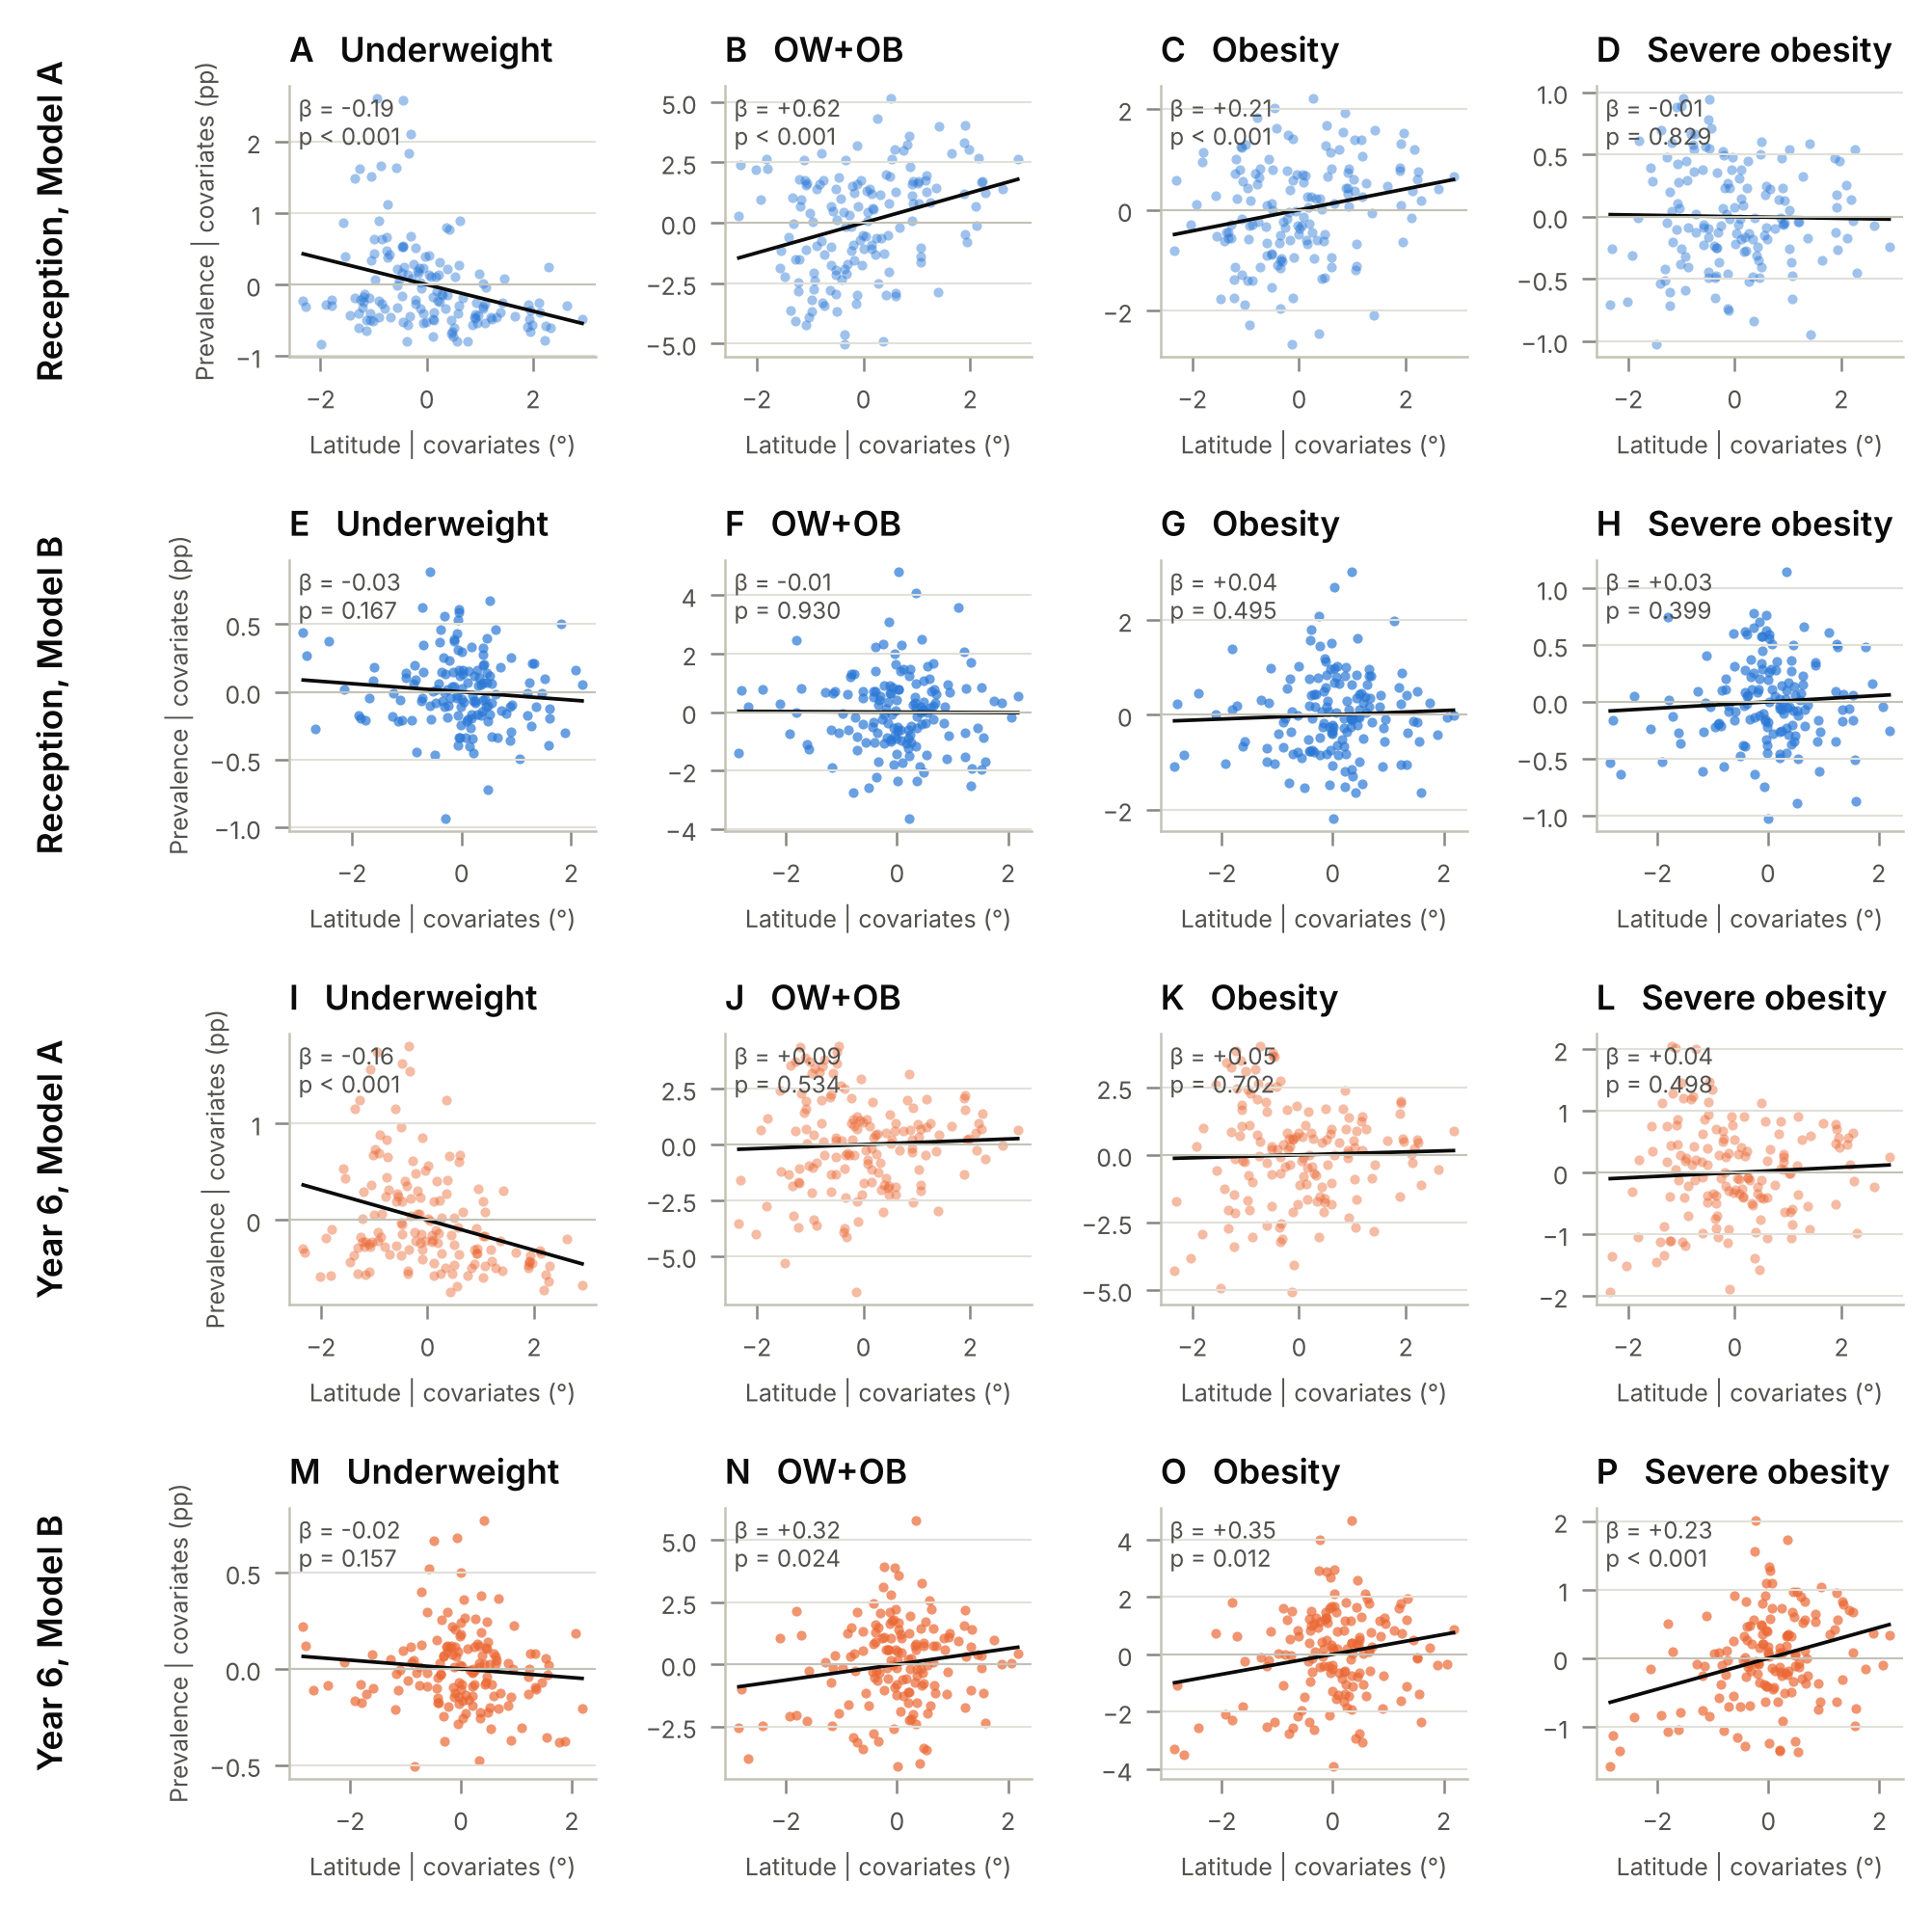 Reception, Model A
A Underweight
B OW+OB
C Obesity
D Severe obesity
Prevalence | covariates (pp)
β = -0.19
p < 0.001
2
1
0
−1
−2
0
2
Latitude | covariates (°)
β = +0.62
p < 0.001
5.0
2.5
0.0
−2.5
−5.0
−2
0
2
Latitude | covariates (°)
β = +0.21
p < 0.001
2
0
−2
−2
0
2
Latitude | covariates (°)
β = -0.01
p = 0.829
1.0
0.5
0.0
−0.5
−1.0
−2
0
2
Latitude | covariates (°)
Reception, Model B
E Underweight
F OW+OB
G Obesity
H Severe obesity
Prevalence | covariates (pp)
β = -0.03
p = 0.167
0.5
0.0
−0.5
−1.0
−2
0
2
Latitude | covariates (°)
β = -0.01
p = 0.930
4
2
0
−2
−4
−2
0
2
Latitude | covariates (°)
β = +0.04
p = 0.495
2
0
−2
−2
0
2
Latitude | covariates (°)
β = +0.03
p = 0.399
1.0
0.5
0.0
−0.5
−1.0
−2
0
2
Latitude | covariates (°)
Year 6, Model A
I Underweight
J OW+OB
K Obesity
L Severe obesity
Prevalence | covariates (pp)
β = -0.16
p < 0.001
1
0
−2
0
2
Latitude | covariates (°)
β = +0.09
p = 0.534
2.5
0.0
−2.5
−5.0
−2
0
2
Latitude | covariates (°)
β = +0.05
p = 0.702
2.5
0.0
−2.5
−5.0
−2
0
2
Latitude | covariates (°)
β = +0.04
p = 0.498
2
1
0
−1
−2
−2
0
2
Latitude | covariates (°)
Year 6, Model B
M Underweight
N OW+OB
O Obesity
P Severe obesity
Prevalence | covariates (pp)
β = -0.02
p = 0.157
0.5
0.0
−0.5
−2
0
2
Latitude | covariates (°)
β = +0.32
p = 0.024
5.0
2.5
0.0
−2.5
−2
0
2
Latitude | covariates (°)
β = +0.35
p = 0.012
4
2
0
−2
−4
−2
0
2
Latitude | covariates (°)
β = +0.23
p < 0.001
2
1
0
−1
−2
0
2
Latitude | covariates (°)